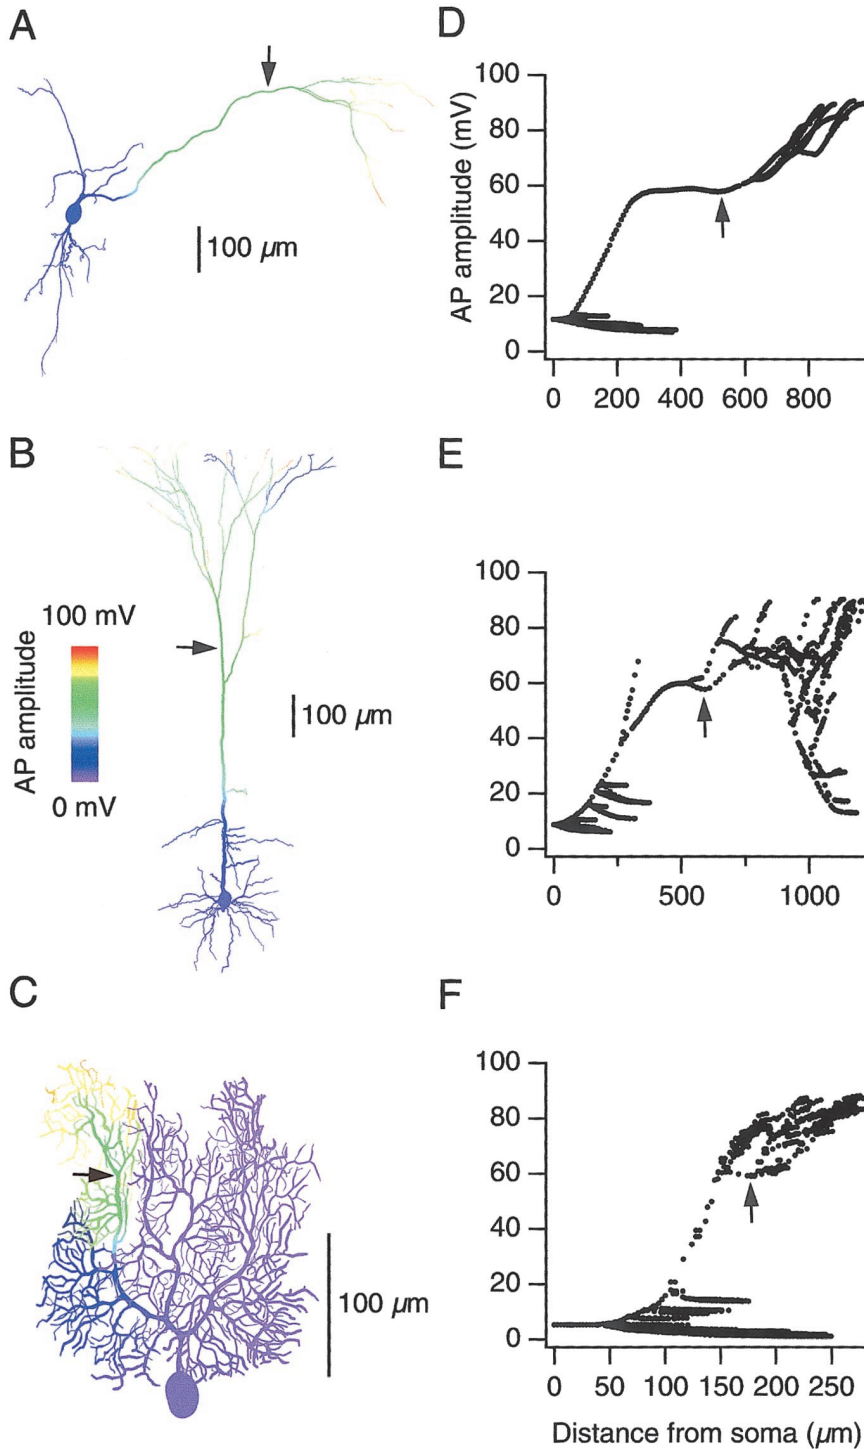 A
100 µm
D
AP amplitude (mV)
100
80
60
40
20
0
0 200 400 600 800
B
100 mV
AP amplitude
0 mV
100 µm
E
100
80
60
40
20
0
0 500 1000
C
100 µm
F
100
80
60
40
20
0
0 50 100 150 200 250
Distance from soma (µm)